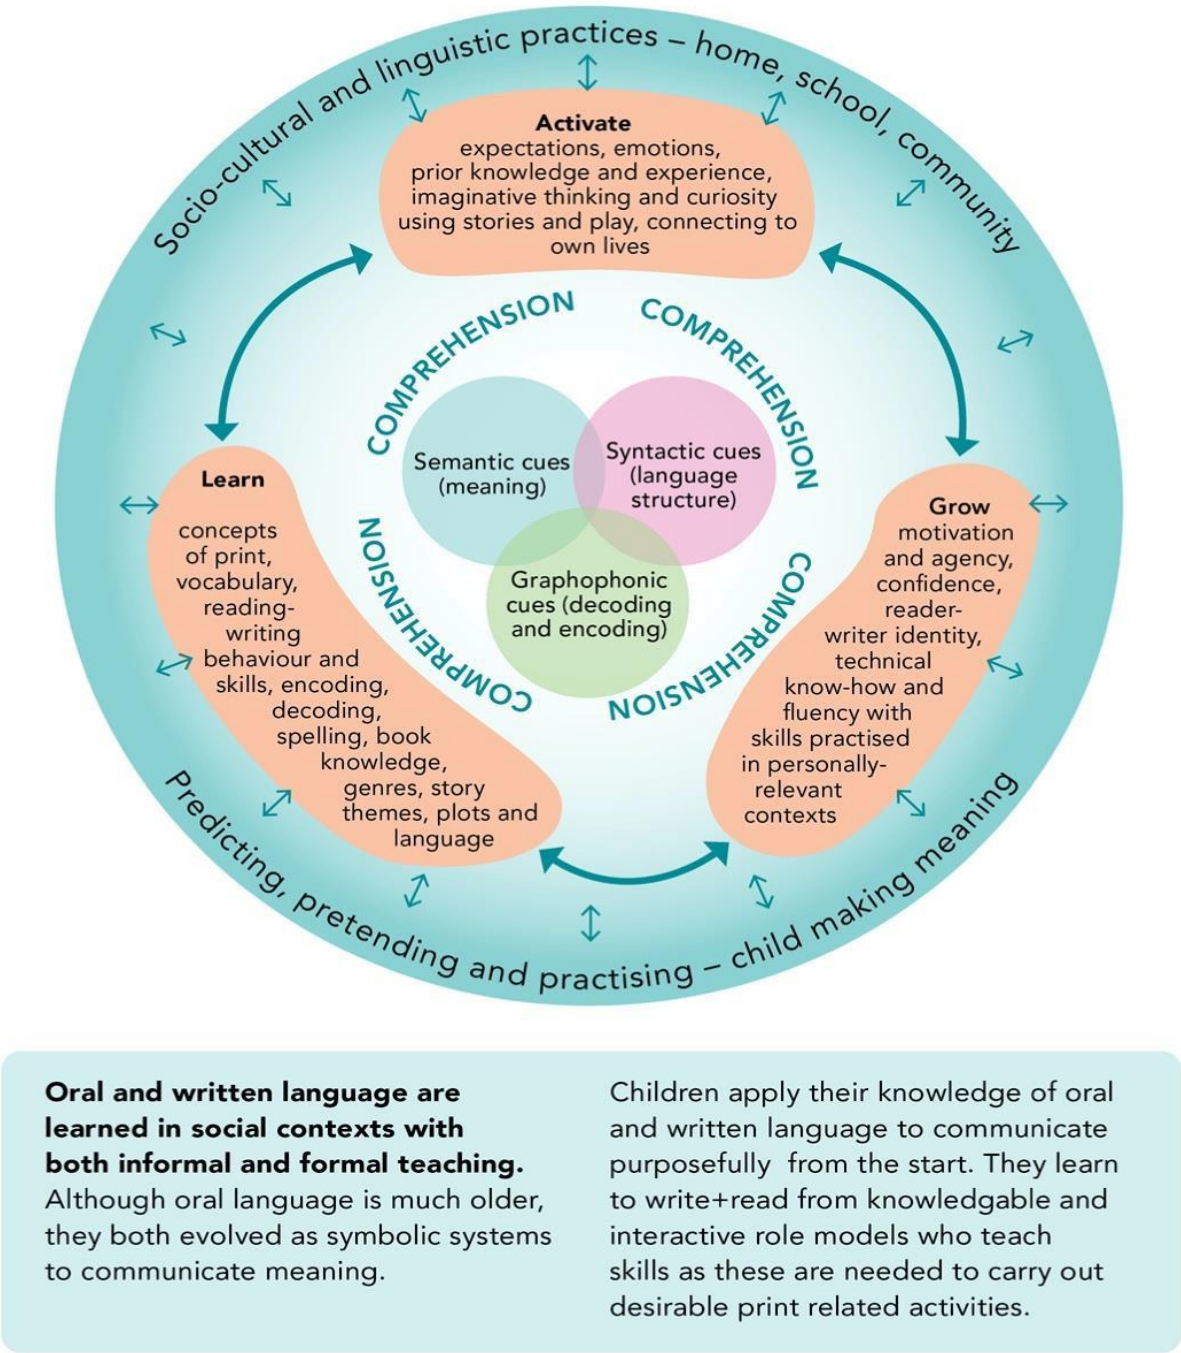 Socio-cultural and linguistic practices – home, school, community
Activate
expectations, emotions,
prior knowledge and experience,
imaginative thinking and curiosity
using stories and play, connecting to
own lives
COMPREHENSION
COMPREHENSION
Semantic cues
(meaning)
Syntactic cues
(language
structure)
Graphophonic
cues (decoding
and encoding)
COMPREHENSION
COMPREHENSION
Learn
concepts
of print,
vocabulary,
reading-
writing
behaviour and
skills, encoding,
decoding,
spelling, book
knowledge,
genres, story
themes, plots and
language
Grow
motivation
and agency,
confidence,
reader-
writer identity,
technical
know-how and
fluency with
skills practised
in personally-
relevant
contexts
Predicting, pretending and practising – child making meaning
Oral and written language are
learned in social contexts with
both informal and formal teaching.
Although oral language is much older,
they both evolved as symbolic systems
to communicate meaning.
Children apply their knowledge of oral
and written language to communicate
purposefully from the start. They learn
to write+read from knowledgable and
interactive role models who teach
skills as these are needed to carry out
desirable print related activities.